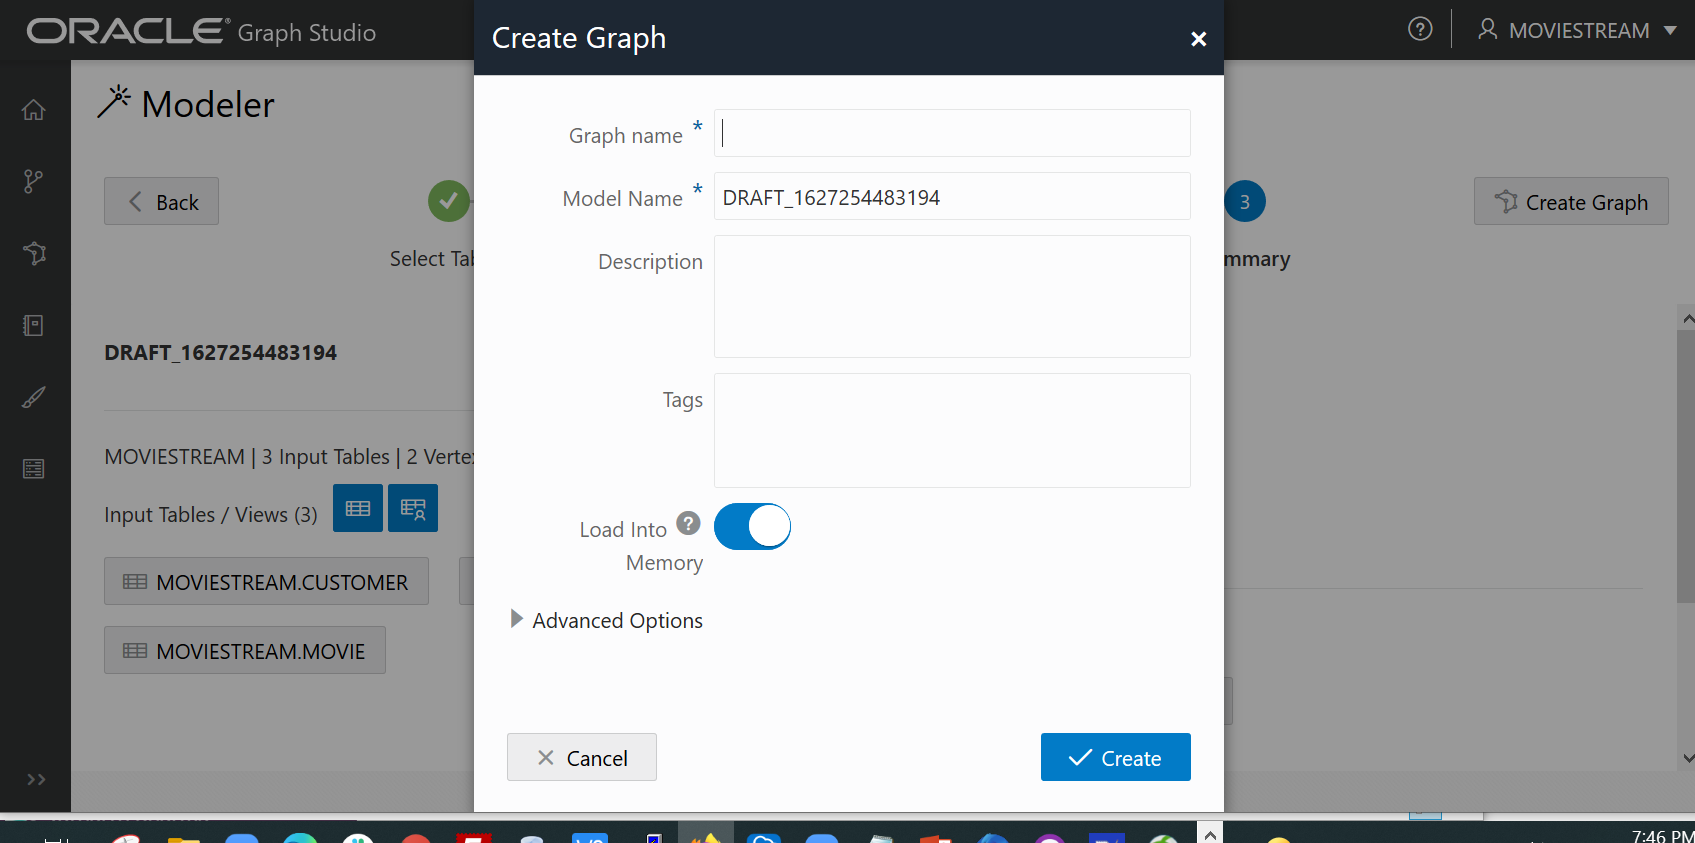 ORACLE® Graph Studio
Create Graph
MOVIESTREAM
Modeler
Graph name *
Model Name *
DRAFT_1627254483194
Back
3
Create Graph
Description
Select Tab
mmary
Tags
DRAFT_1627254483194
MOVIESTREAM | 3 Input Tables | 2 Verte
Input Tables / Views (3)
Load Into ?
Memory
MOVIESTREAM.CUSTOMER
Advanced Options
MOVIESTREAM.MOVIE
Cancel
Create
7:46 PM